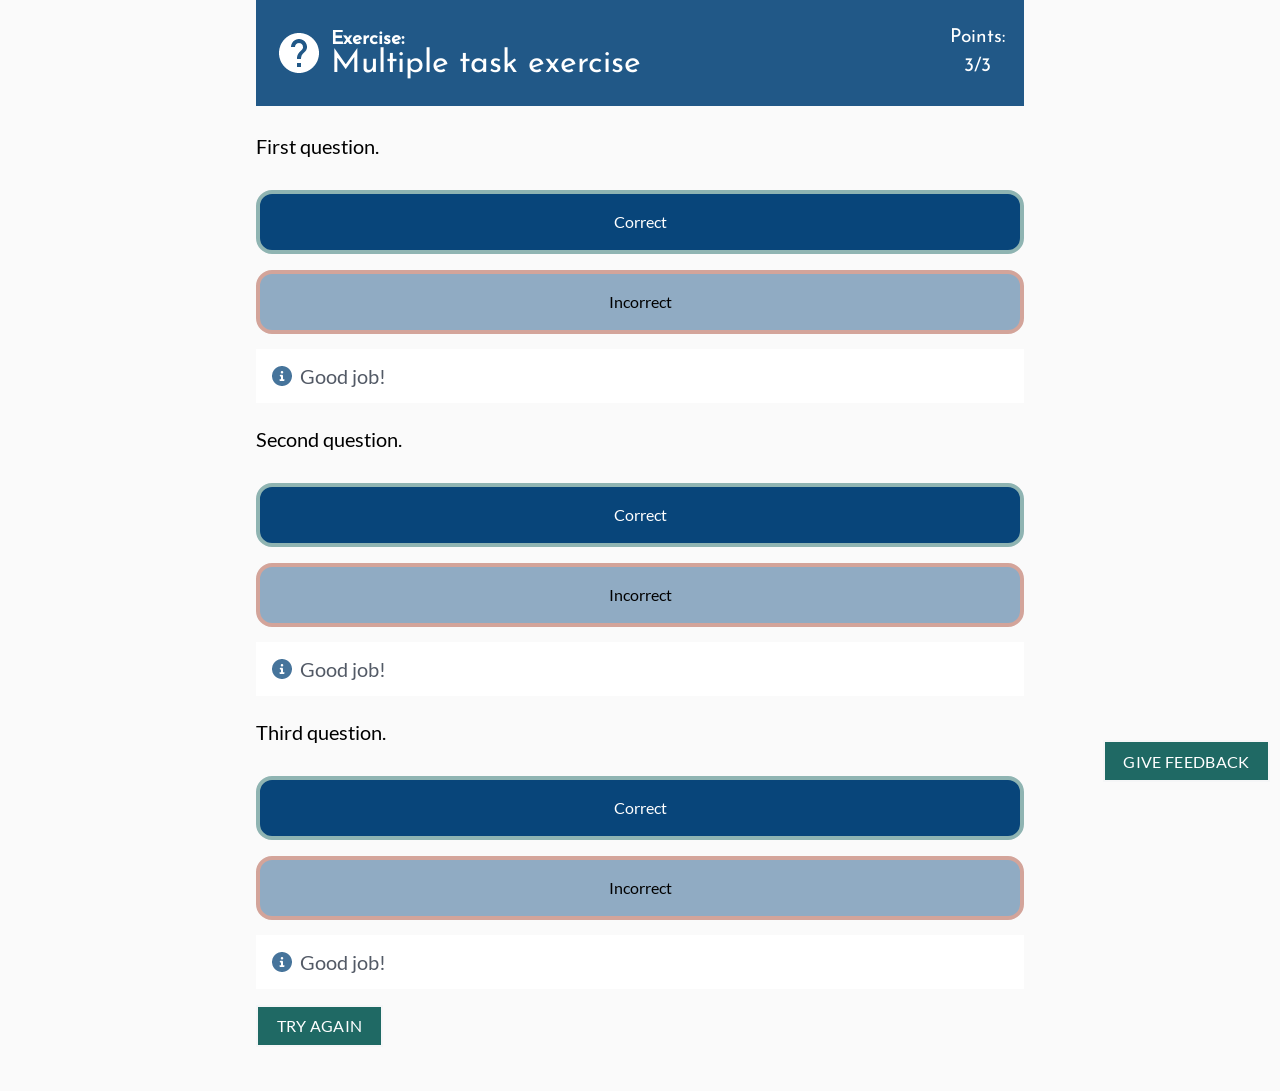 Exercise:
Multiple task exercise
Points:
3/3
First question.
Correct
Incorrect
Good job!
Second question.
Correct
Incorrect
Good job!
Third question.
GIVE FEEDBACK
Correct
Incorrect
Good job!
TRY AGAIN